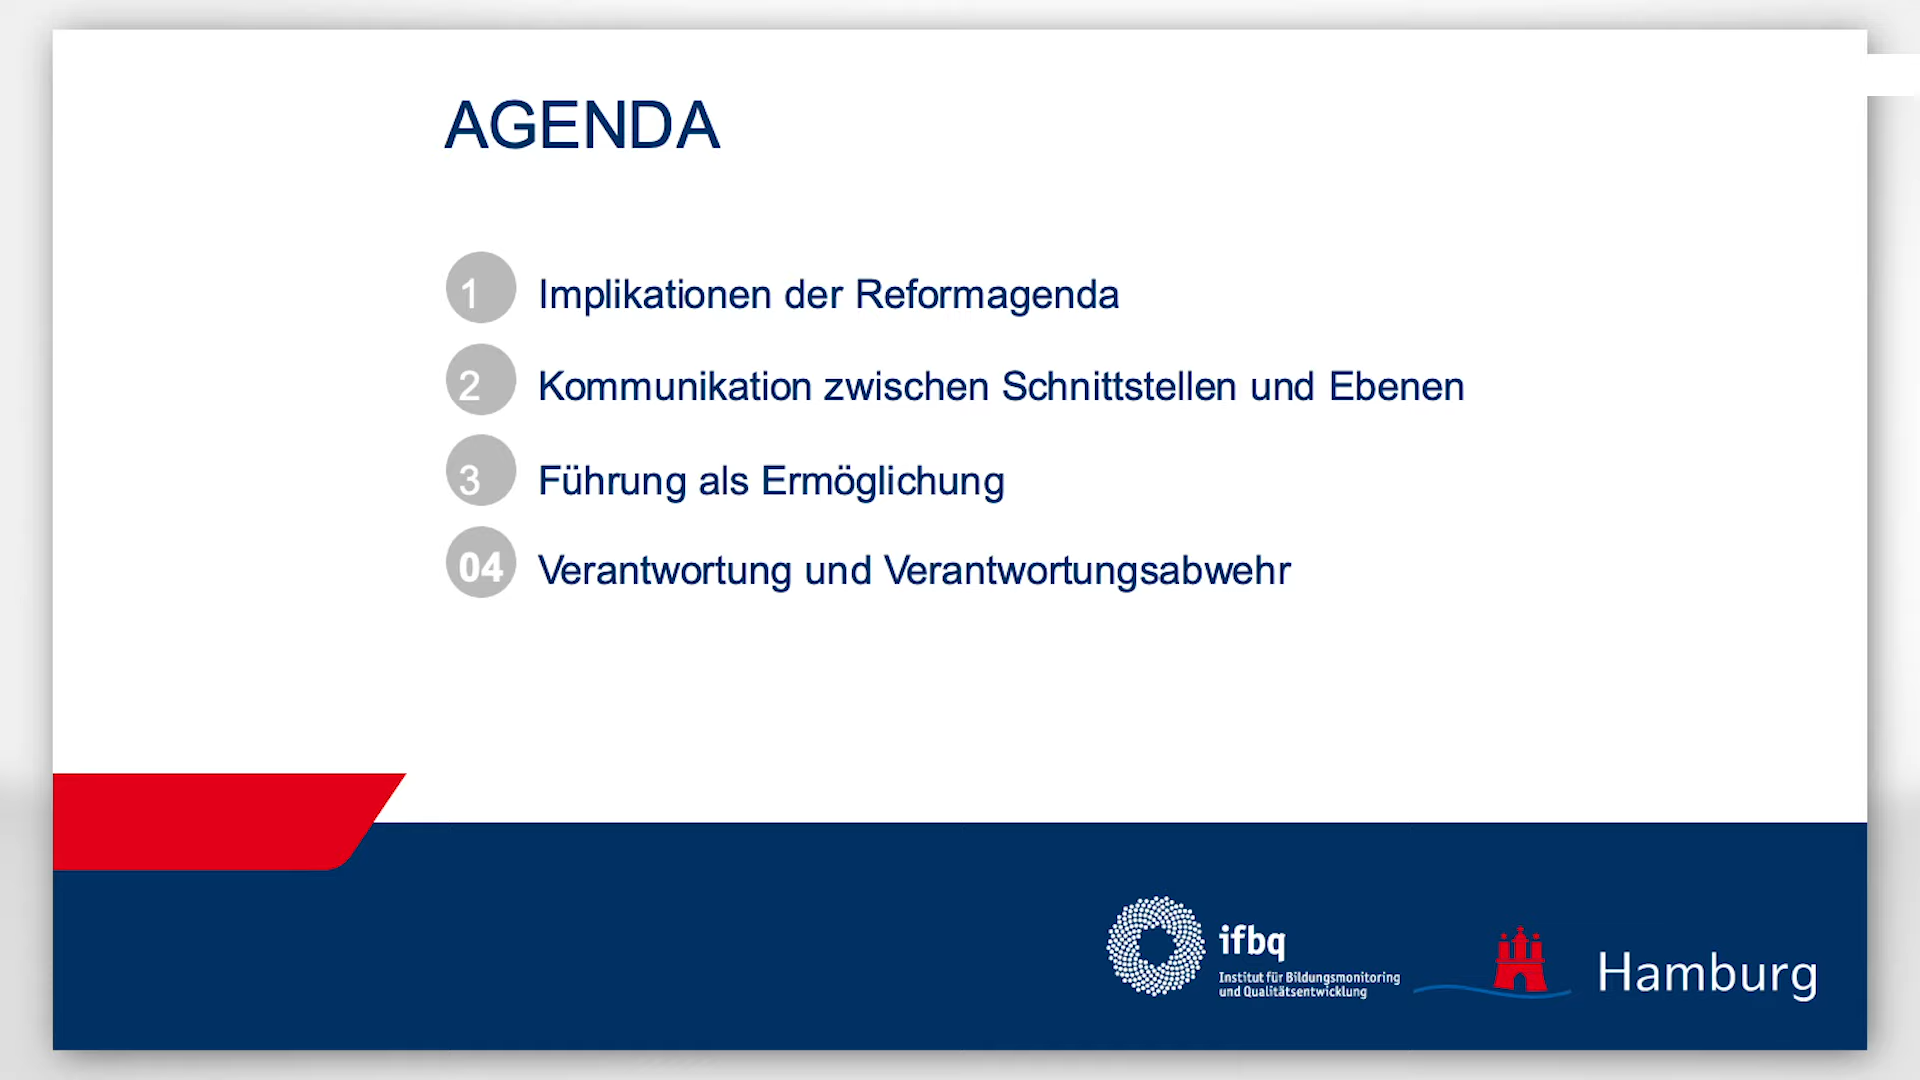 AGENDA
1 Implikationen der Reformagenda
2 Kommunikation zwischen Schnittstellen und Ebenen
3 Führung als Ermöglichung
04 Verantwortung und Verantwortungsabwehr
ifbq
Institut für Bildungsmonitoring
und Qualitätsentwicklung
Hamburg